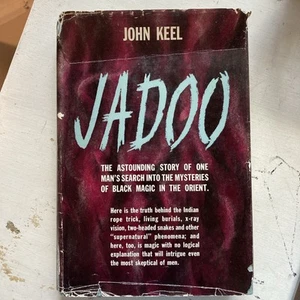 JOHN KEEL
JADOO
THE ASTOUNDING STORY OF ONE
MAN'S SEARCH INTO THE MYSTERIES
OF BLACK MAGIC IN THE ORIENT.
Here is the truth behind the Indian
rope trick, living burials, x-ray
vision, two-headed snakes and other
"supernatural" phenomena; and
here, too, is magic with no logical
explanation that will intrigue even
the most skeptical of men.